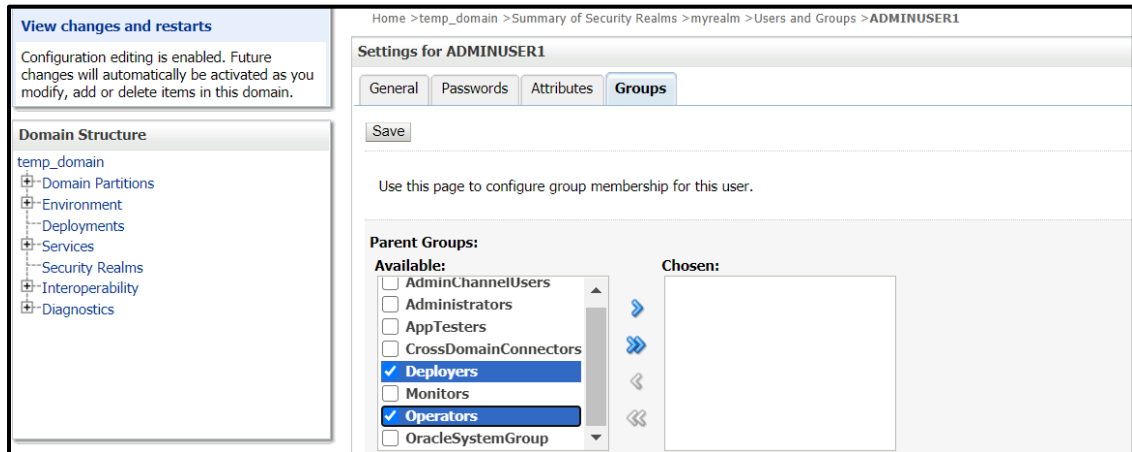 View changes and restarts
Configuration editing is enabled. Future
changes will automatically be activated as you
modify, add or delete items in this domain.
Domain Structure
temp_domain
Domain Partitions
Environment
Deployments
Services
Security Realms
Interoperability
Diagnostics
Home >temp_domain >Summary of Security Realms >myrealm >Users and Groups >ADMINUSER1
Settings for ADMINUSER1
General Passwords Attributes Groups
Save
Use this page to configure group membership for this user.
Parent Groups:
Available: Chosen:
AdminChannelUsers
Administrators
AppTesters
CrossDomainConnectors
Deployers
Monitors
Operators
OracleSystemGroup